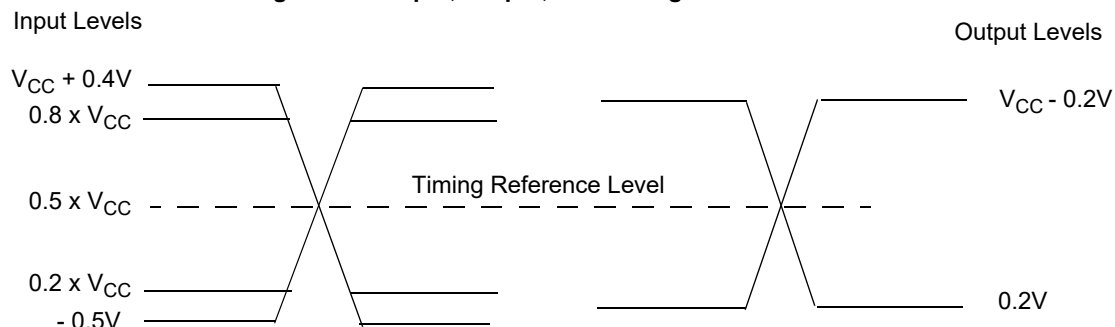 Input Levels
Output Levels
VCC + 0.4V
VCC - 0.2V
0.8 x VCC
Timing Reference Level
0.5 x VCC
0.2 x VCC
0.2V
- 0.5V